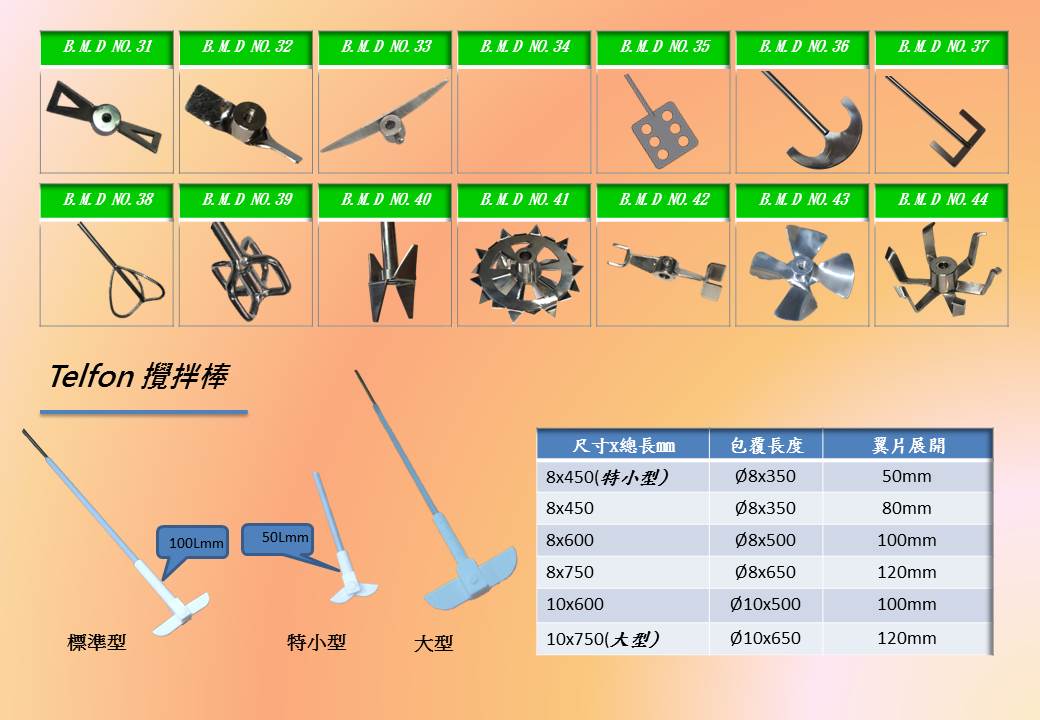 B.M.D NO.31 B.M.D NO.32 B.M.D NO.33 B.M.D NO.34 B.M.D NO.35 B.M.D NO.36 B.M.D NO.37
B.M.D NO.38 B.M.D NO.39 B.M.D NO.40 B.M.D NO.41 B.M.D NO.42 B.M.D NO.43 B.M.D NO.44
Telfon 攪拌棒
100Lmm
50Lmm
標準型
特小型
大型
尺寸x總長mm 包覆長度 翼片展開
8x450(特小型) Ø8x350 50mm
8x450 Ø8x350 80mm
8x600 Ø8x500 100mm
8x750 Ø8x650 120mm
10x600 Ø10x500 100mm
10x750(大型) Ø10x650 120mm